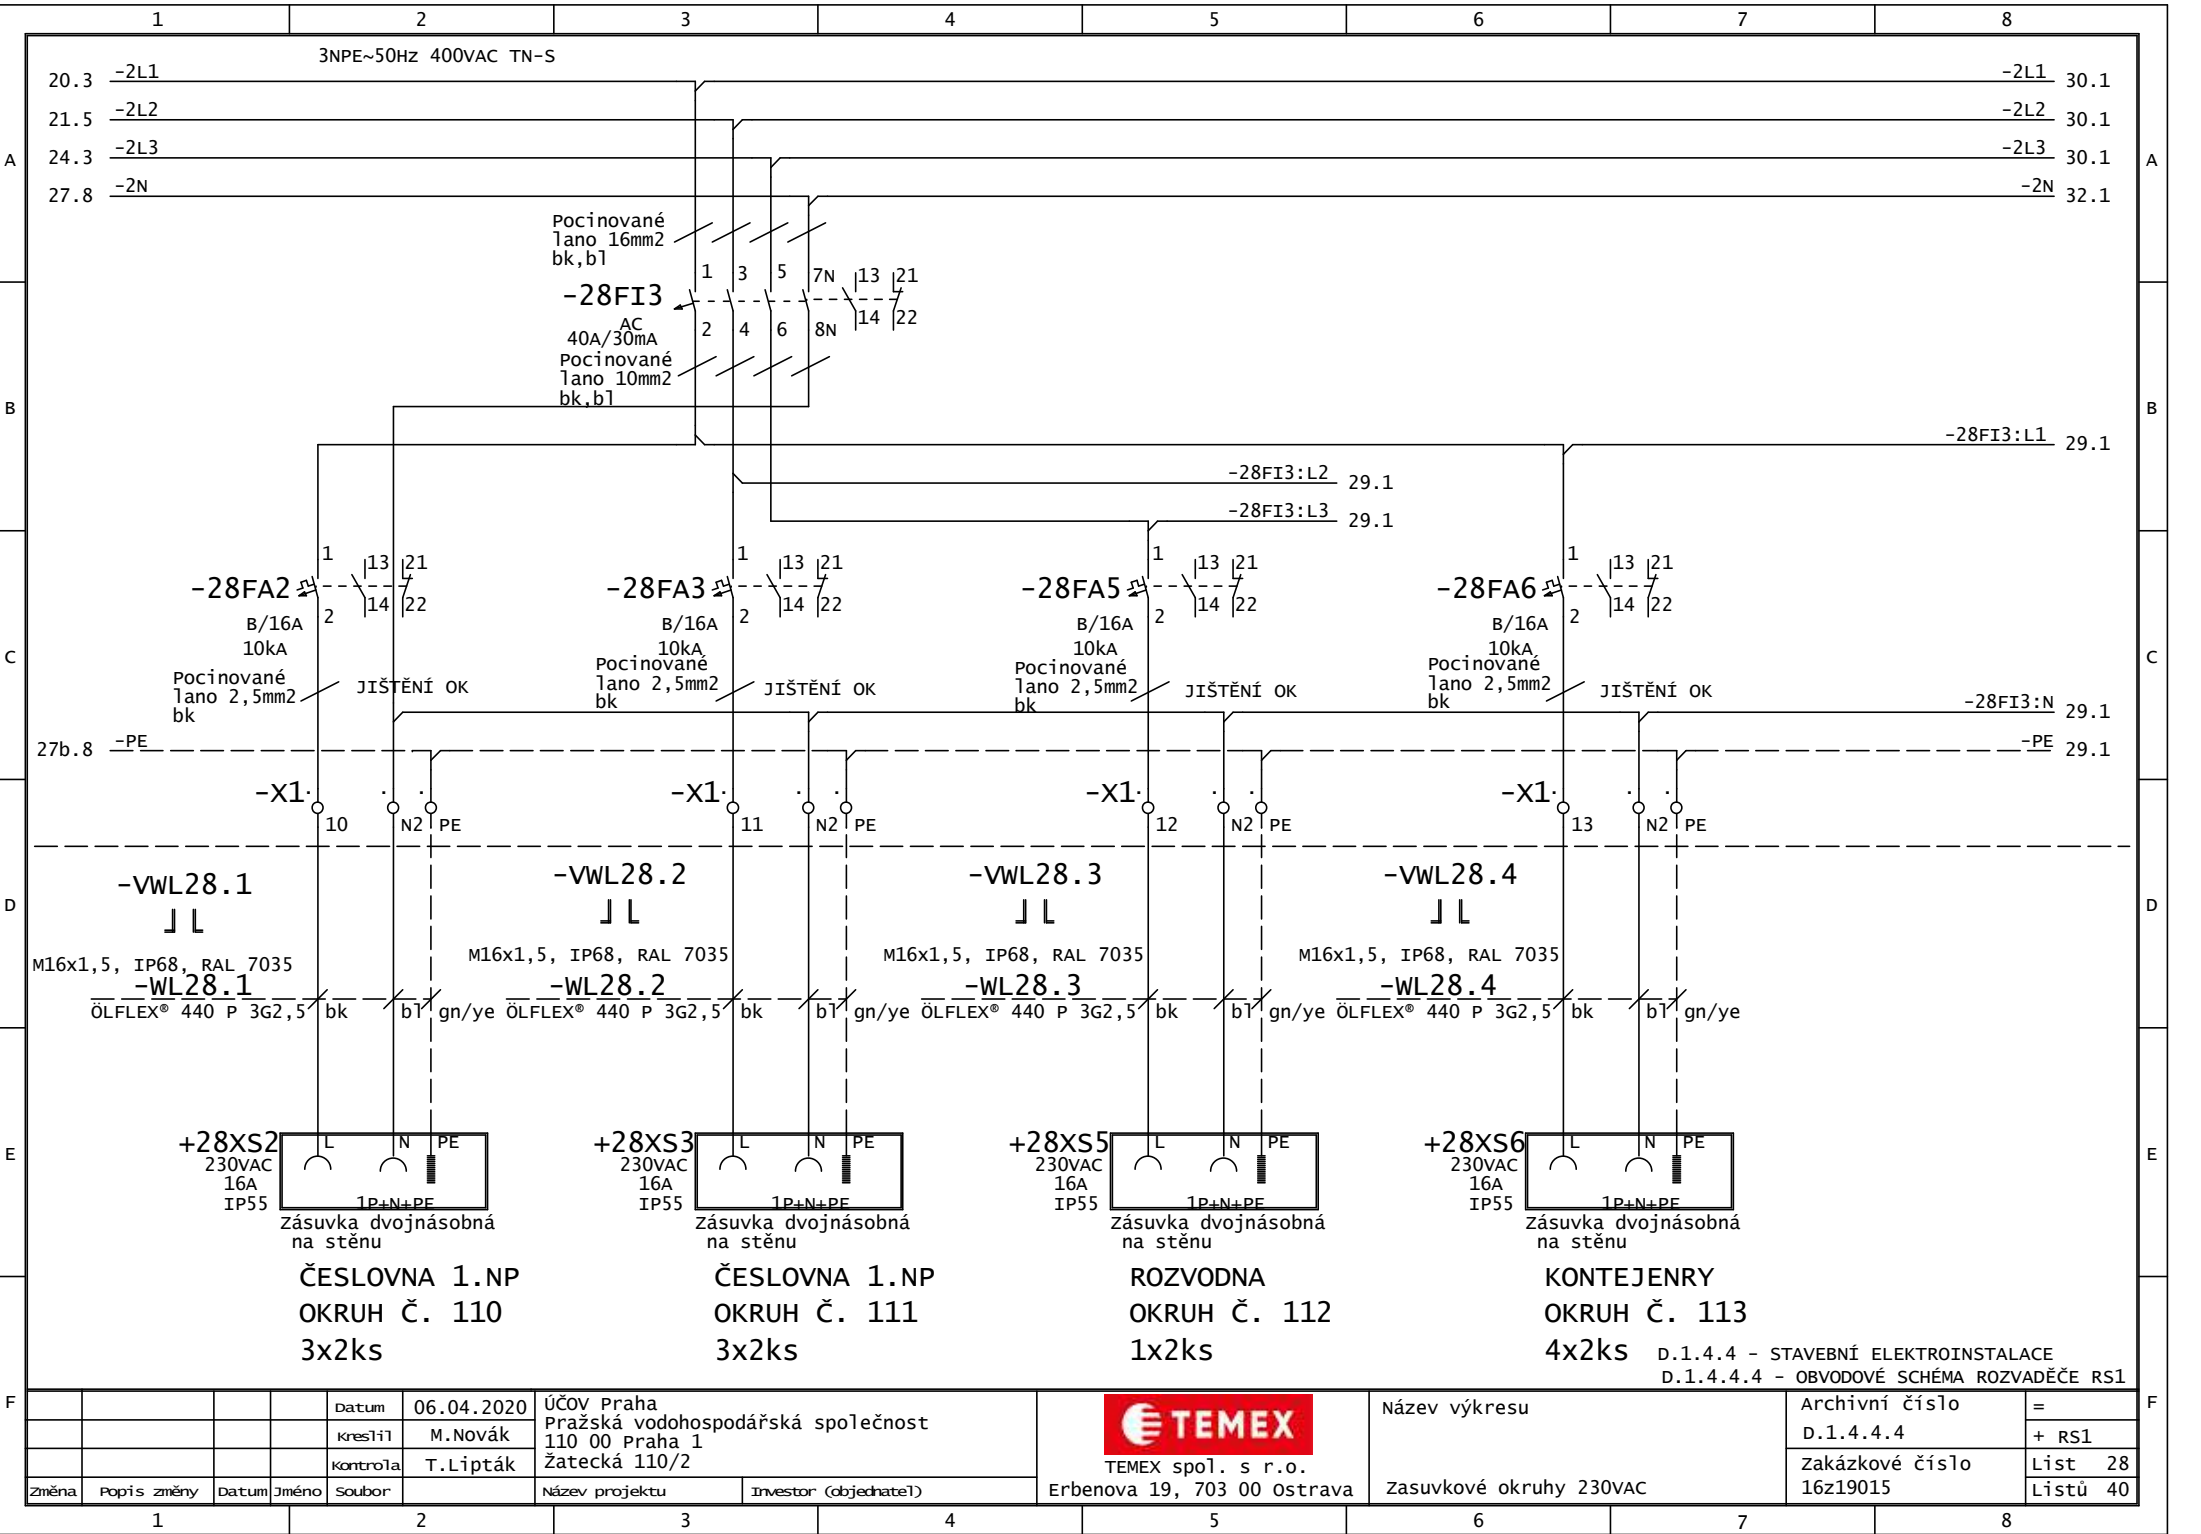 1 2 3 4 5 6 7 8
3NPE~50Hz 400VAC TN-S
20.3 -2L1 -2L1 30.1
21.5 -2L2 -2L2 30.1
24.3 -2L3 -2L3 30.1
A A
27.8 -2N -2N 32.1
Pocinované
lano 16mm2
bk,bl
1 3 5 7N 13 21
-28FI3
14 22
2 4 6 8N
AC
40A/30mA
Pocinované
lano 10mm2
bk,bl
B B
-28FI3:L1 29.1
-28FI3:L2 29.1
-28FI3:L3 29.1
1 13 21 1 13 21 1 13 21 1 13 21
-28FA2 -28FA3 -28FA5 -28FA6
14 22 14 22 14 22 14 22
2 2 2 2
B/16A B/16A B/16A B/16A
10kA 10kA 10kA 10kA
C C
Pocinované Pocinované Pocinované Pocinované
lano 2,5mm2 lano 2,5mm2 lano 2,5mm2 lano 2,5mm2
bk bk bk bk
JIŠTĚNÍ OK JIŠTĚNÍ OK JIŠTĚNÍ OK JIŠTĚNÍ OK
-28FI3:N 29.1
27b.8 -PE -PE 29.1
-X1 -X1 -X1 -X1
10 N2 PE 11 N2 PE 12 N2 PE 13 N2 PE
-VWL28.1 -VWL28.2 -VWL28.3 -VWL28.4
D D
M16x1,5, IP68, RAL 7035 M16x1,5, IP68, RAL 7035 M16x1,5, IP68, RAL 7035 M16x1,5, IP68, RAL 7035
-WL28.1 -WL28.2 -WL28.3 -WL28.4
ÖLFLEX® 440 P 3G2,5 bk bl gn/ye ÖLFLEX® 440 P 3G2,5 bk bl gn/ye ÖLFLEX® 440 P 3G2,5 bk bl gn/ye ÖLFLEX® 440 P 3G2,5 bk bl gn/ye
+28XS2 L N PE +28XS3 L N PE +28XS5 L N PE +28XS6 L N PE
E E
230VAC 230VAC 230VAC 230VAC
16A 16A 16A 16A
IP55 1P+N+PE IP55 1P+N+PE IP55 1P+N+PE IP55 1P+N+PE
Zásuvka dvojnásobná Zásuvka dvojnásobná Zásuvka dvojnásobná Zásuvka dvojnásobná
na stěnu na stěnu na stěnu na stěnu
ČESLOVNA 1.NP ČESLOVNA 1.NP ROZVODNA KONTEJENRY
OKRUH Č. 110 OKRUH Č. 111 OKRUH Č. 112 OKRUH Č. 113
3x2ks 3x2ks 1x2ks 4x2ks
D.1.4.4 - STAVEBNÍ ELEKTROINSTALACE
D.1.4.4.4 - OBVODOVÉ SCHÉMA ROZVADĚČE RS1
F F
Datum 06.04.2020
Kreslil M.Novák
Kontrola T.Lipták
Změna Popis změny Datum Jméno Soubor
ÚČOV Praha
Pražská vodohospodářská společnost
110 00 Praha 1
Žatecká 110/2
Název projektu Investor (objednatel)
TEMEX
TEMEX spol. s r.o.
Erbenova 19, 703 00 Ostrava
Název výkresu
Zasuvkové okruhy 230VAC
Archivní číslo
D.1.4.4.4
Zakázkové číslo
16z19015
=
+ RS1
List 28
Listů 40
1 2 3 4 5 6 7 8